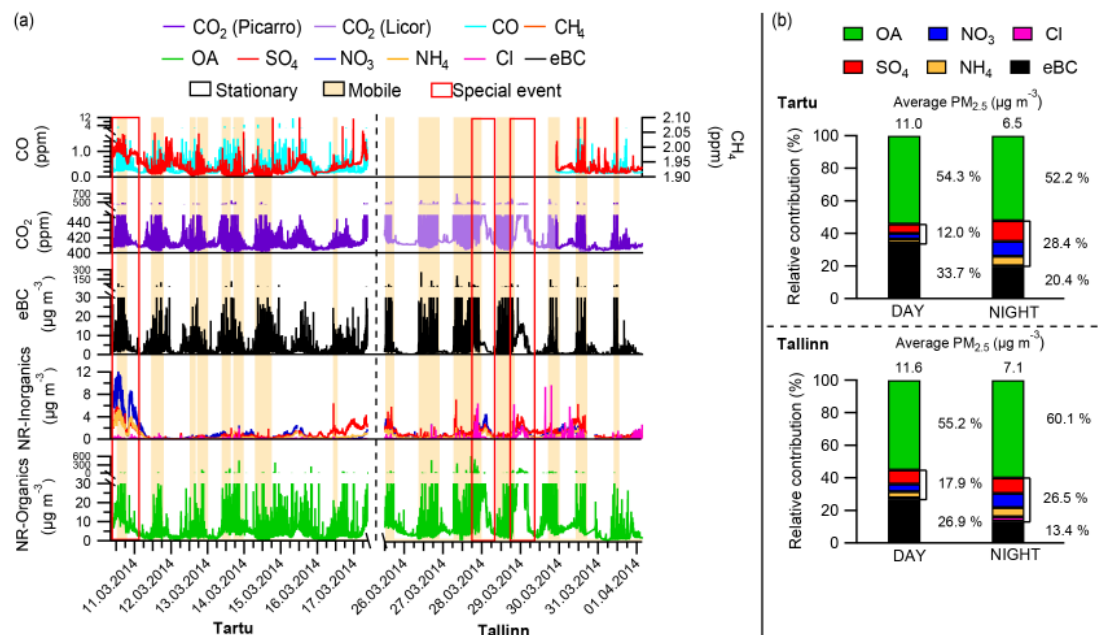 (a)
CO₂ (Picarro) CO₂ (Licor) CO CH₄
OA SO₄ NO₃ NH₄ Cl eBC
Stationary Mobile Special event
CO
(ppm)
12
4
1.0
0.0
2.10
2.05
2.00
1.95
1.90
CH₄
(ppm)
CO₂
(ppm)
700
500
440
420
400
eBC
(µg m⁻³)
300
150
30
20
10
0
NR-Inorganics
(µg m⁻³)
12
8
4
0
NR-Organics
(µg m⁻³)
600
300
30
20
10
0
11.03.2014
12.03.2014
13.03.2014
14.03.2014
15.03.2014
16.03.2014
17.03.2014
26.03.2014
27.03.2014
28.03.2014
29.03.2014
30.03.2014
31.03.2014
01.04.2014
Tartu Tallinn
(b)
OA NO₃ Cl
SO₄ NH₄ eBC
Tartu Average PM₂.₅ (µg m⁻³)
11.0 6.5
Relative contribution (%)
100
80
60
40
20
0
54.3 %
12.0 %
33.7 %
52.2 %
28.4 %
20.4 %
DAY NIGHT
Tallinn Average PM₂.₅ (µg m⁻³)
11.6 7.1
Relative contribution (%)
100
80
60
40
20
0
55.2 %
17.9 %
26.9 %
60.1 %
26.5 %
13.4 %
DAY NIGHT